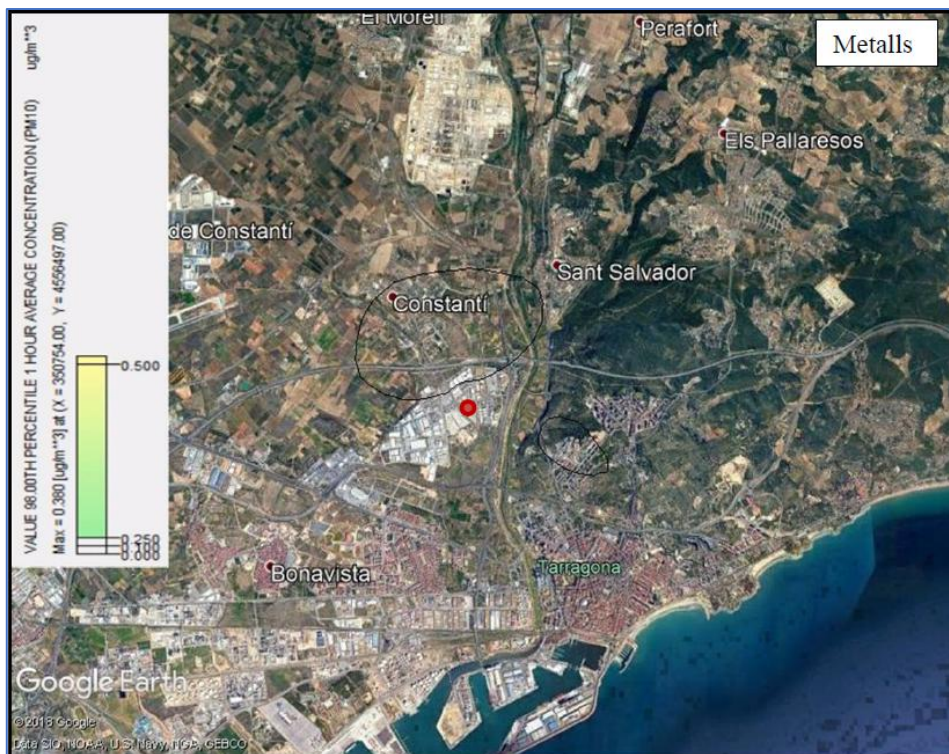 El Morell
Perafort
Metalls
Els Pallaresos
de Constantí
Sant Salvador
Constantí
Bonavista
Tarragona
VALUE 98.00TH PERCENTILE 1 HOUR AVERAGE CONCENTRATION (PM10) ug/m**3
Max = 0.380 [ug/m**3] at (X = 350754.00, Y = 4556497.00)
0.500
0.250
0.000
Google Earth
© 2018 Google
Data SIO, NOAA, U.S. Navy, NGA, GEBCO